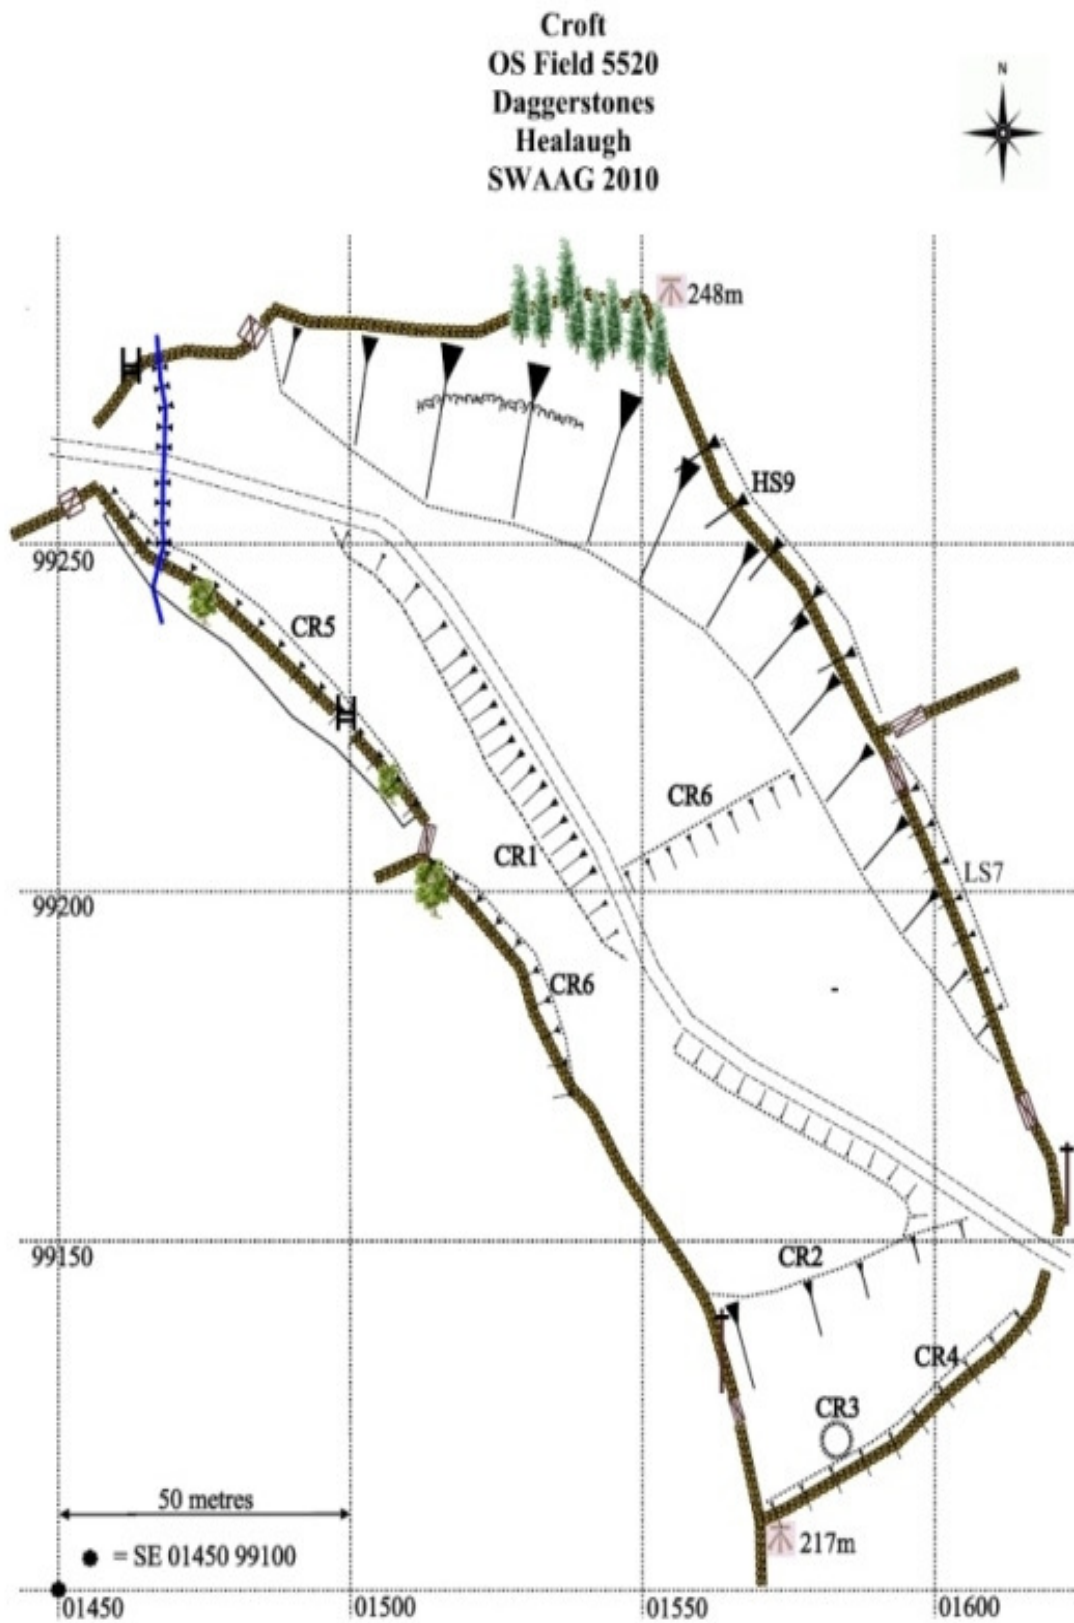 Croft
OS Field 5520
Daggerstones
Healaugh
SWAAG 2010
N
248m
HS9
99250
CR5
CR6
CR1
LS7
99200
CR6
99150
CR2
CR4
CR3
50 metres
217m
= SE 01450 99100
01450
01500
01550
01600